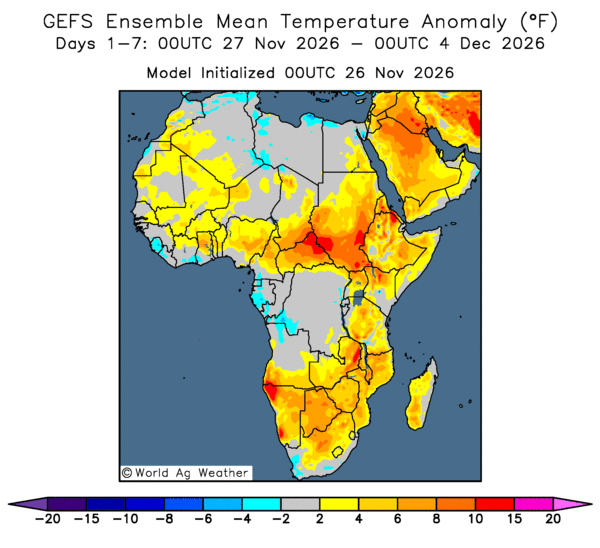 GEFS Ensemble Mean Temperature Anomaly (°F)
Days 1-7: 00UTC 27 Nov 2026 - 00UTC 4 Dec 2026
Model Initialized 00UTC 26 Nov 2026
©World Ag Weather
-20 -15 -10 -8 -6 -4 -2 2 4 6 8 10 15 20